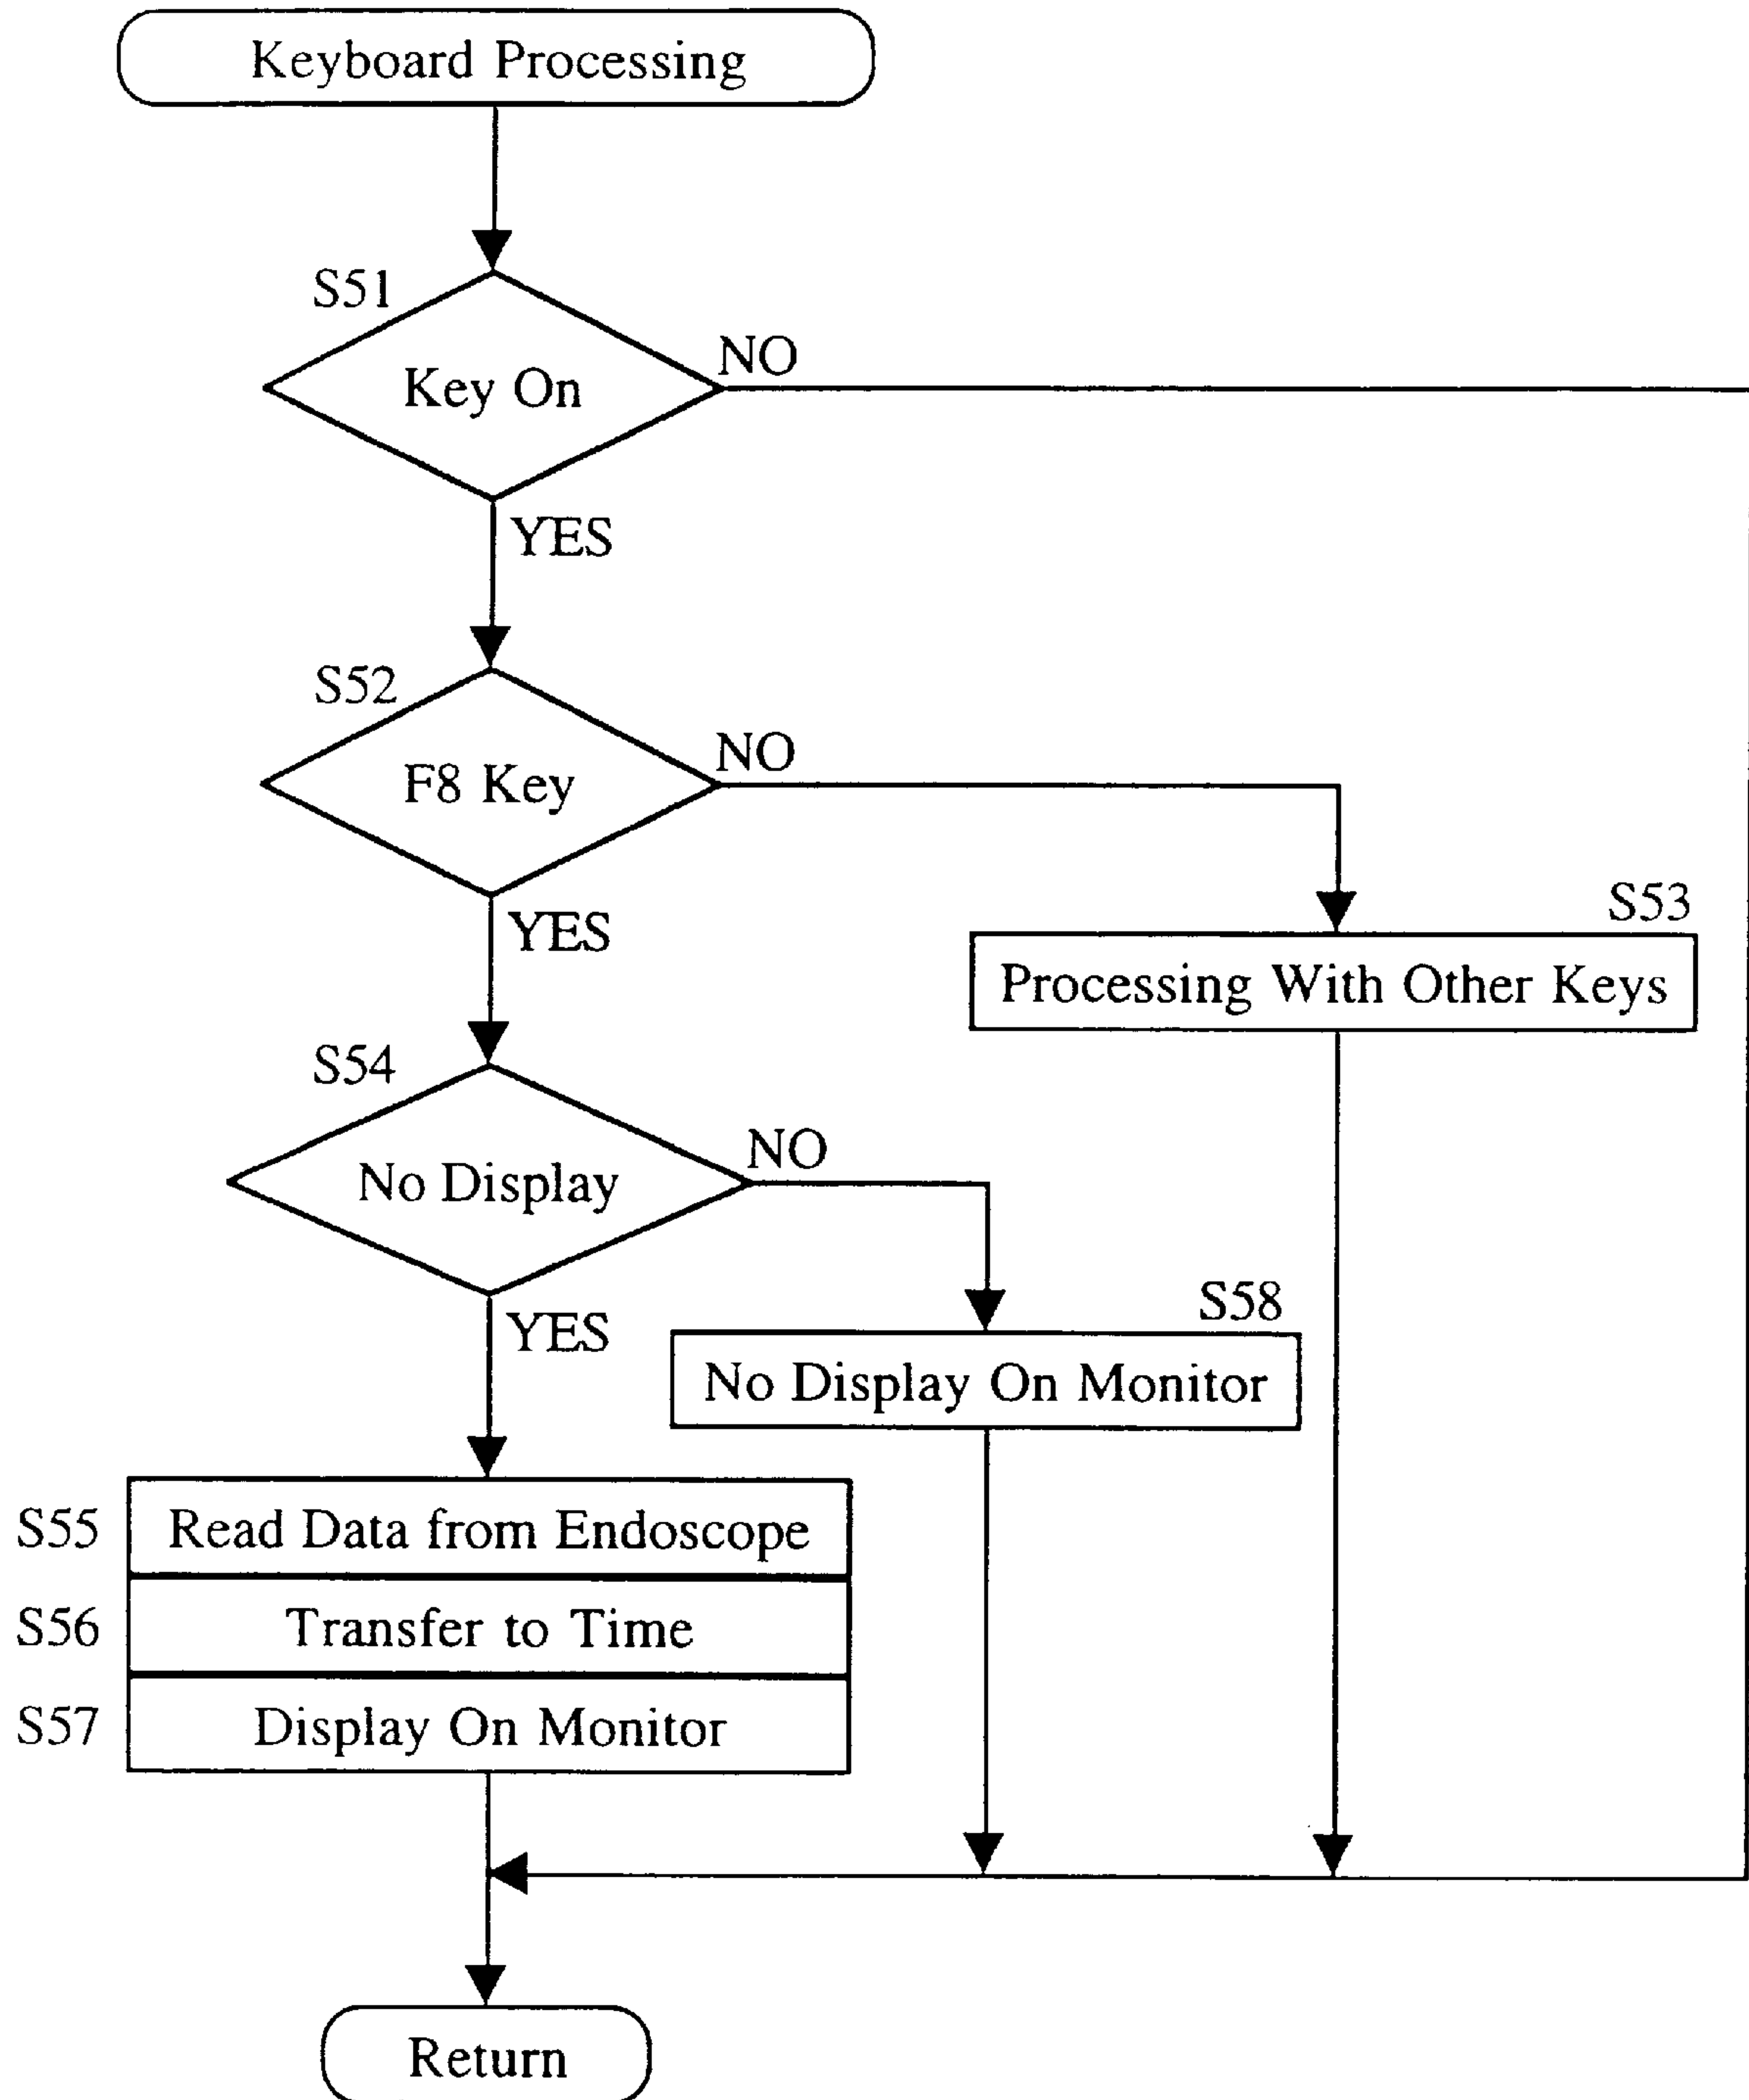 Keyboard Processing
S51
Key On
NO
YES
S52
F8 Key
NO
YES
S53
Processing With Other Keys
S54
No Display
NO
YES
S58
No Display On Monitor
S55
Read Data from Endoscope
S56
Transfer to Time
S57
Display On Monitor
Return